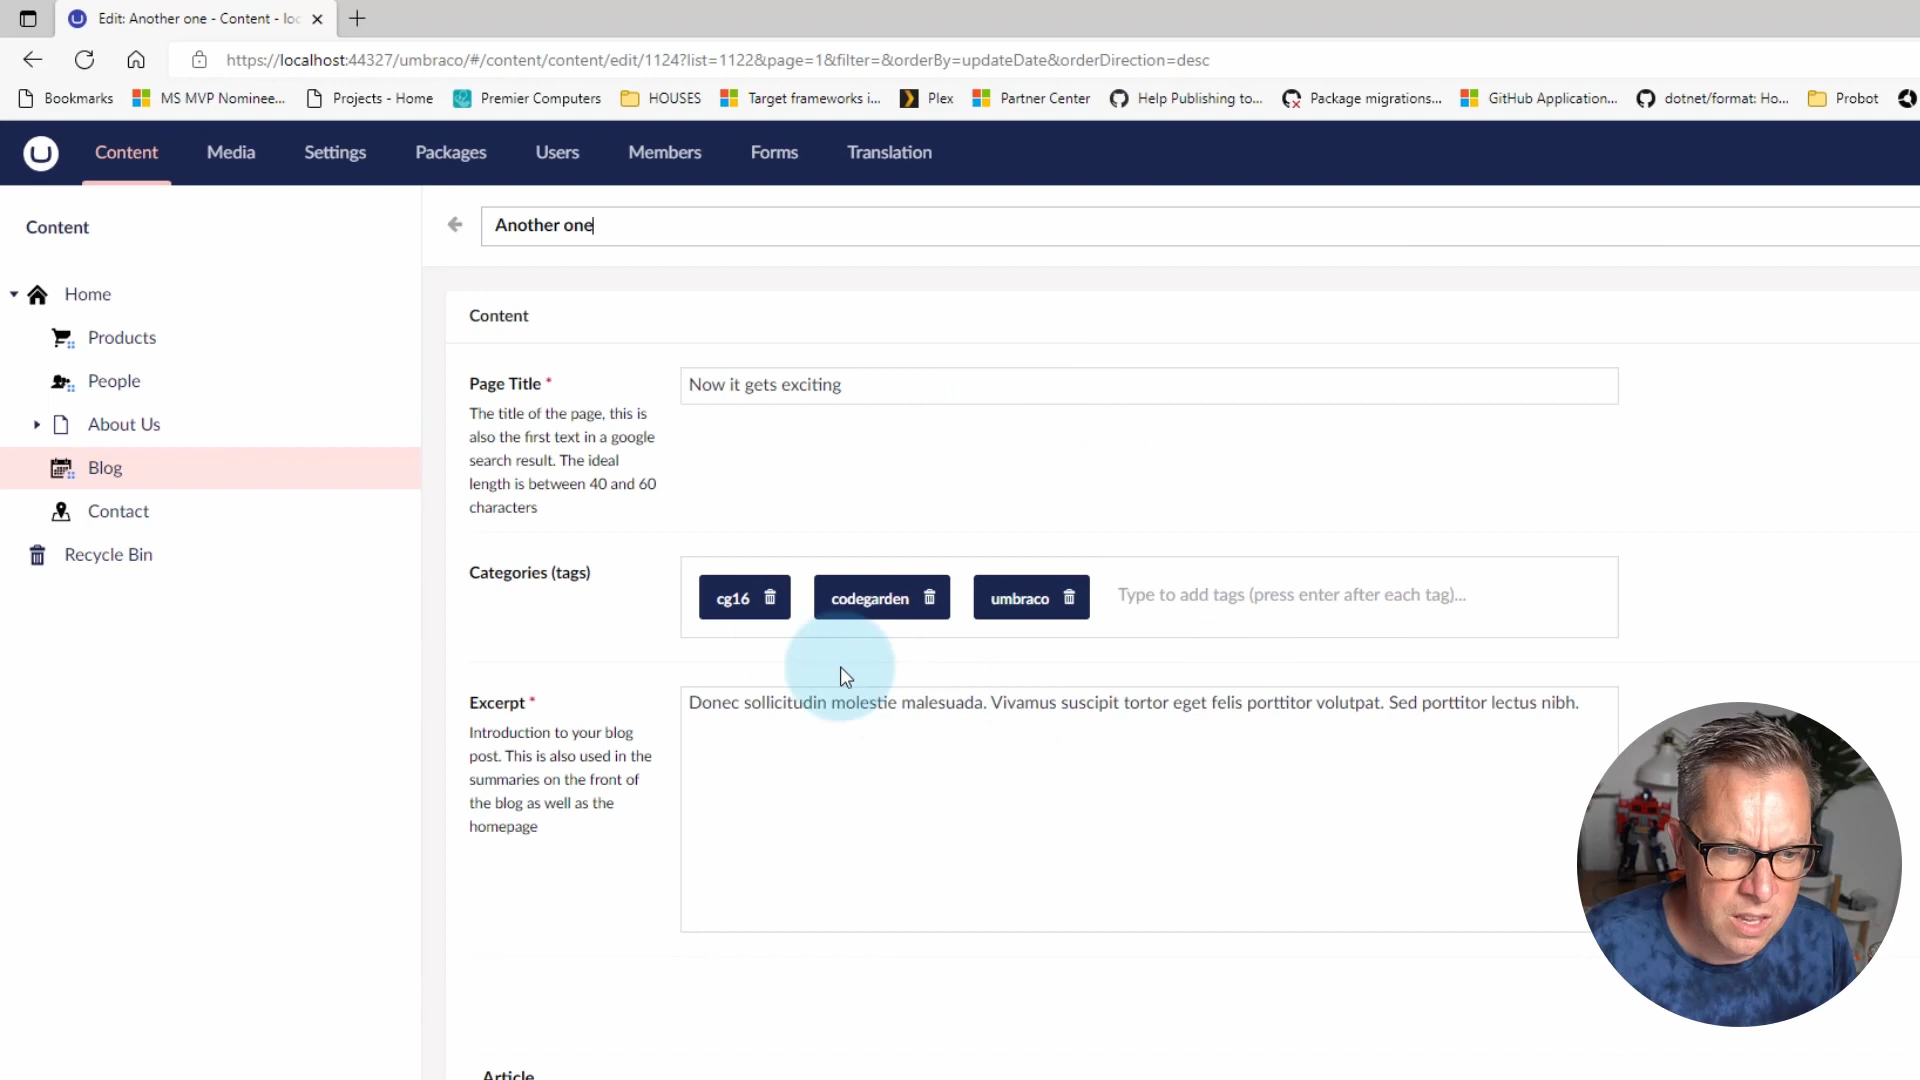 Edit: Another one - Content - loc
https://localhost:44327/umbraco/#/content/content/edit/1124?list=1122&page=1&filter=&orderBy=updateDate&orderDirection=desc
Bookmarks MS MVP Nominee... Projects - Home Premier Computers HOUSES Target frameworks i... Plex Partner Center Help Publishing to... Package migrations... GitHub Application... dotnet/format: Ho... Probot
Content Media Settings Packages Users Members Forms Translation
Content
Home
Products
People
About Us
Blog
Contact
Recycle Bin
Another one
Content
Page Title *
The title of the page, this is
also the first text in a google
search result. The ideal
length is between 40 and 60
characters
Now it gets exciting
Categories (tags)
cg16 codegarden umbraco Type to add tags (press enter after each tag)...
Excerpt *
Introduction to your blog
post. This is also used in the
summaries on the front of
the blog as well as the
homepage
Donec sollicitudin molestie malesuada. Vivamus suscipit tortor eget felis porttitor volutpat. Sed porttitor lectus nibh.
Article